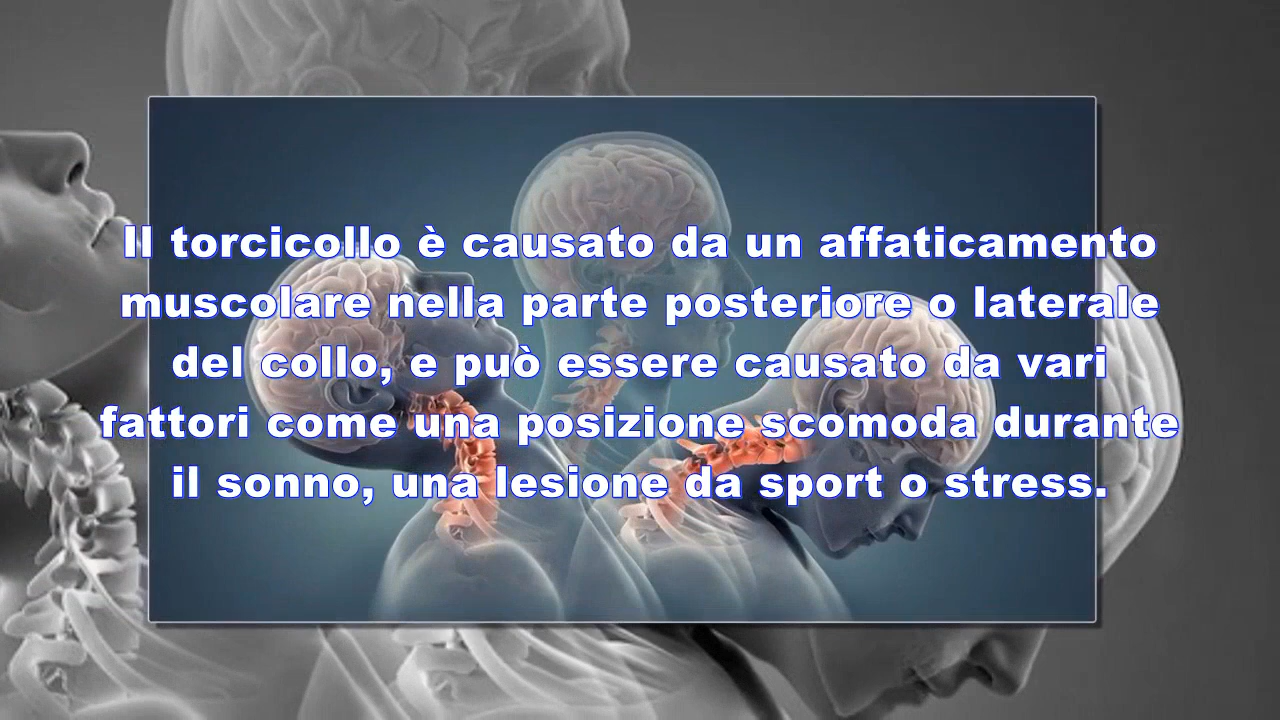 Il torcicollo è causato da un affaticamento
muscolare nella parte posteriore o laterale
del collo, e può essere causato da vari
fattori come una posizione scomoda durante
il sonno, una lesione da sport o stress.